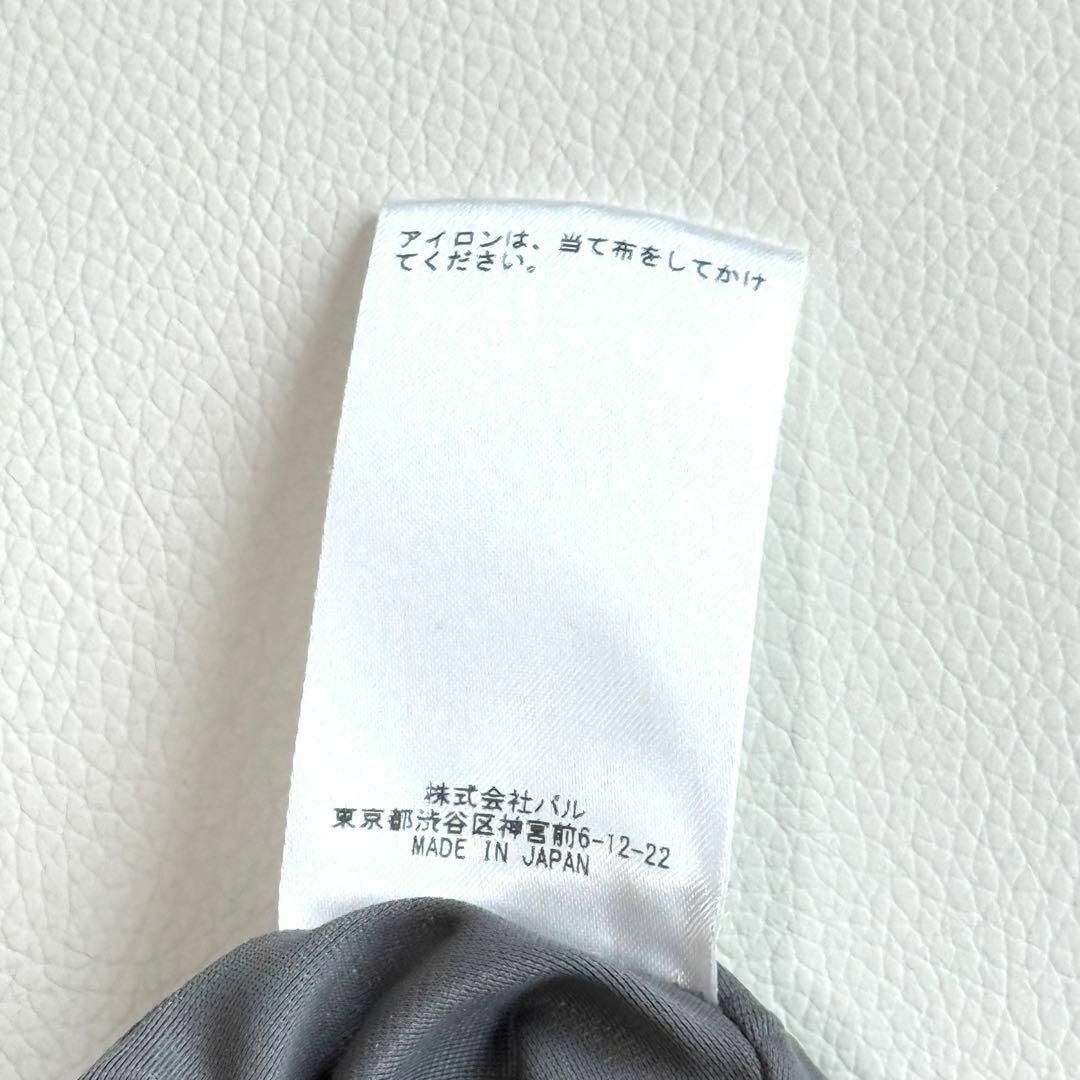 アイロンは、当て布をしてかけ
てください。
株式会社パル
東京都渋谷区神宮前6-12-22
MADE IN JAPAN